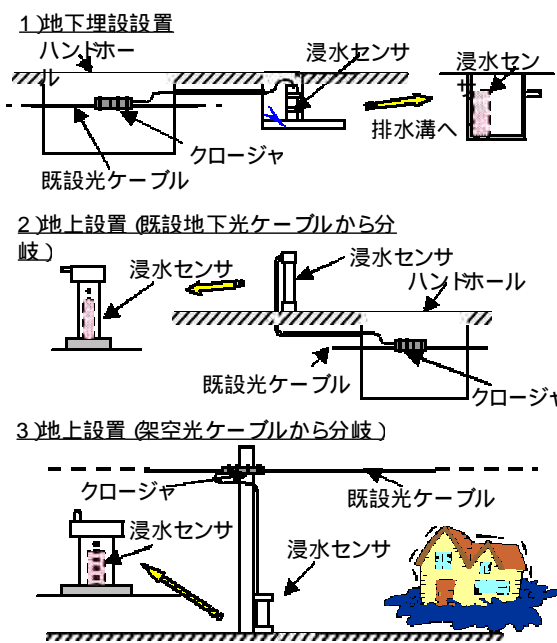 1)地下埋設設置
ハンドホー
ル
浸水センサ
浸水セン
サ
排水溝へ
クロージャ
既設光ケーブル
2)地上設置(既設地下光ケーブルから分
岐)
浸水センサ
浸水センサ
ハンドホール
既設光ケーブル
クロージャ
3)地上設置(架空光ケーブルから分岐)
クロージャ
既設光ケーブル
浸水センサ
浸水センサ